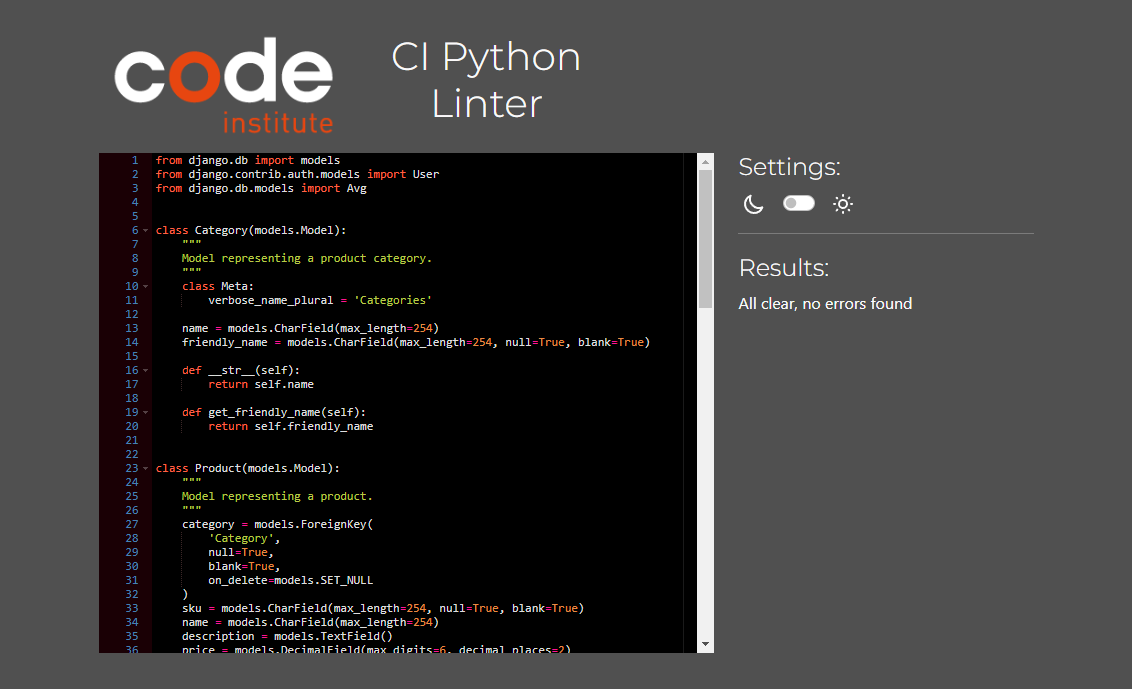 code
institute
CI Python
Linter
1 from django.db import models
2 from django.contrib.auth.models import User
3 from django.db.models import Avg
4
5
6 class Category(models.Model):
7     """
8     Model representing a product category.
9     """
10     class Meta:
11         verbose_name_plural = 'Categories'
12
13     name = models.CharField(max_length=254)
14     friendly_name = models.CharField(max_length=254, null=True, blank=True)
15
16     def __str__(self):
17         return self.name
18
19     def get_friendly_name(self):
20         return self.friendly_name
21
22
23 class Product(models.Model):
24     """
25     Model representing a product.
26     """
27     category = models.ForeignKey(
28         'Category',
29         null=True,
30         blank=True,
31         on_delete=models.SET_NULL
32     )
33     sku = models.CharField(max_length=254, null=True, blank=True)
34     name = models.CharField(max_length=254)
35     description = models.TextField()
36     price = models.DecimalField(max_digits=6, decimal_places=2)
Settings:
Results:
All clear, no errors found